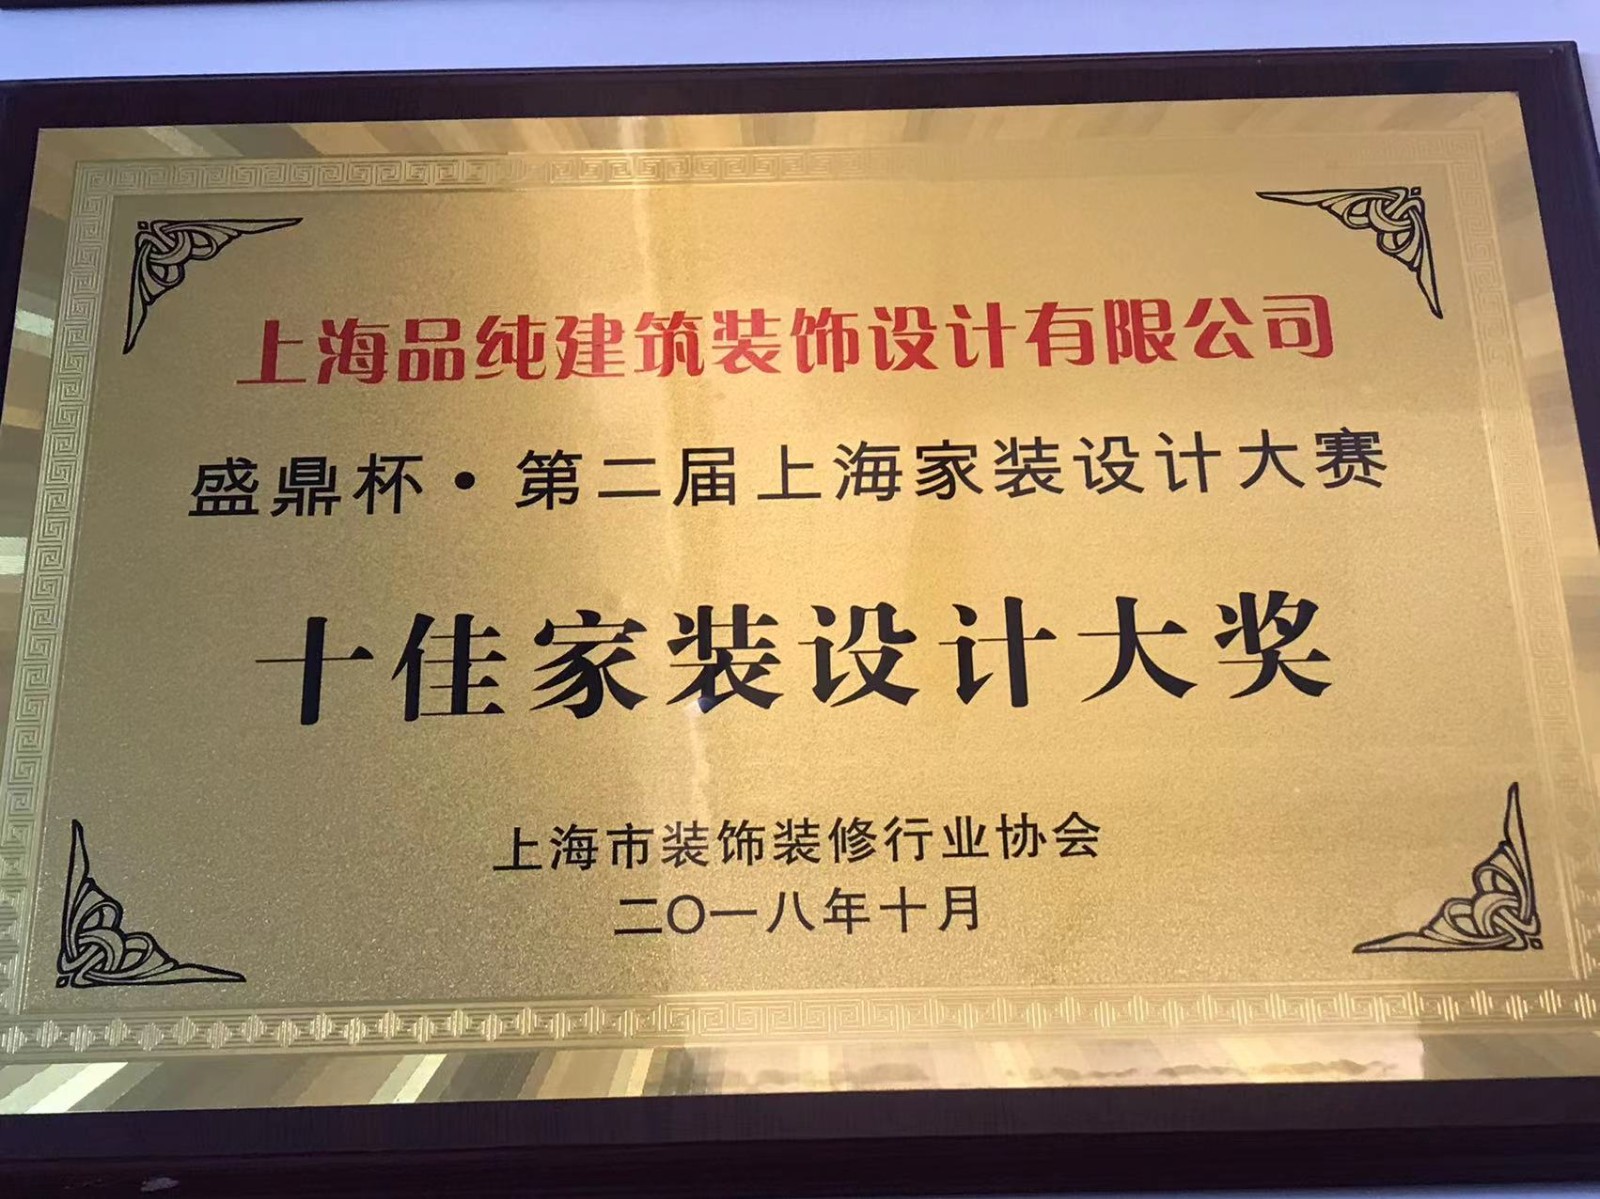 上海品纯建筑装饰设计有限公司
盛鼎杯·第二届上海家装设计大赛
十佳家装设计大奖
上海市装饰装修行业协会
二〇一八年十月